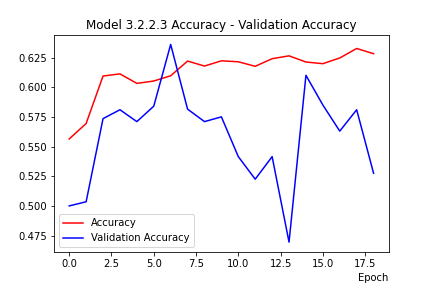 Model 3.2.2.3 Accuracy - Validation Accuracy
0.625
0.600
0.575
0.550
0.525
0.500
0.475
Accuracy
Validation Accuracy
0.0 2.5 5.0 7.5 10.0 12.5 15.0 17.5
Epoch